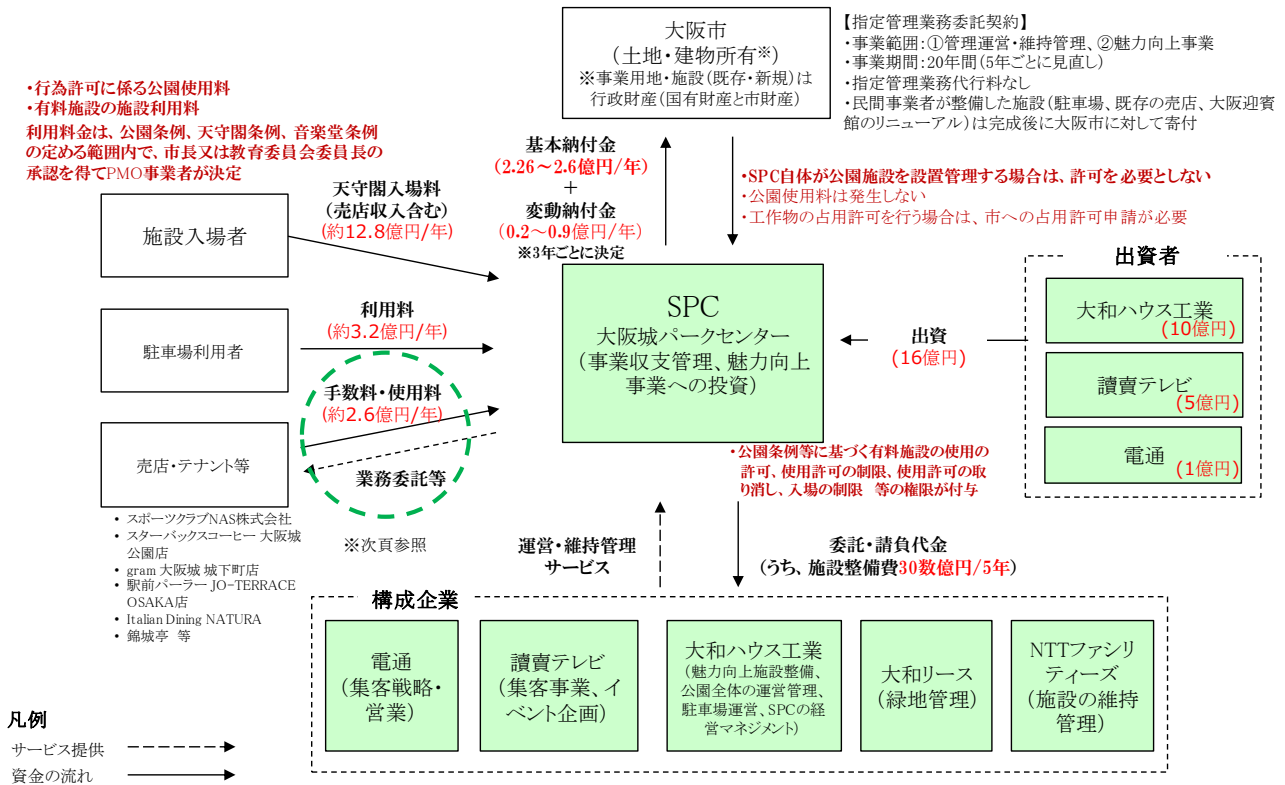 大阪市
(土地・建物所有※)
※事業用地・施設(既存・新規)は
行政財産(国有財産と市財産)
【指定管理業務委託契約】
・事業範囲:①管理運営・維持管理、②魅力向上事業
・事業期間:20年間(5年ごとに見直し)
・指定管理業務代行料なし
・民間事業者が整備した施設(駐車場、既存の売店、大阪迎賓
館のリニューアル)は完成後に大阪市に対して寄付
・行為許可に係る公園使用料
・有料施設の施設利用料
利用料金は、公園条例、天守閣条例、音楽堂条例
の定める範囲内で、市長又は教育委員会委員長の
承認を得てPMO事業者が決定
基本納付金
(2.26～2.6億円/年)
+
変動納付金
(0.2～0.9億円/年)
※3年ごとに決定
・SPC自体が公園施設を設置管理する場合は、許可を必要としない
・公園使用料は発生しない
・工作物の占用許可を行う場合は、市への占用許可申請が必要
施設入場者
天守閣入場料
(売店収入含む)
(約12.8億円/年)
駐車場利用者
利用料
(約3.2億円/年)
売店・テナント等
手数料・使用料
(約2.6億円/年)
業務委託等
• スポーツクラブNAS株式会社
• スターバックスコーヒー 大阪城
公園店
• gram 大阪城 城下町店
• 駅前パーラー JO-TERRACE
OSAKA店
• Italian Dining NATURA
• 錦城亭 等
※次頁参照
SPC
大阪城パークセンター
(事業収支管理、魅力向上
事業への投資)
出資
(16億円)
出資者
大和ハウス工業
(10億円)
讀賣テレビ
(5億円)
電通
(1億円)
・公園条例等に基づく有料施設の使用の
許可、使用許可の制限、使用許可の取
り消し、入場の制限 等の権限が付与
運営・維持管理
サービス
委託・請負代金
(うち、施設整備費30数億円/5年)
構成企業
電通
(集客戦略・
営業)
讀賣テレビ
(集客事業、イ
ベント企画)
大和ハウス工業
(魅力向上施設整備、
公園全体の運営管理、
駐車場運営、SPCの経
営マネジメント)
大和リース
(緑地管理)
NTTファシリ
ティーズ
(施設の維持
管理)
凡例
サービス提供
資金の流れ